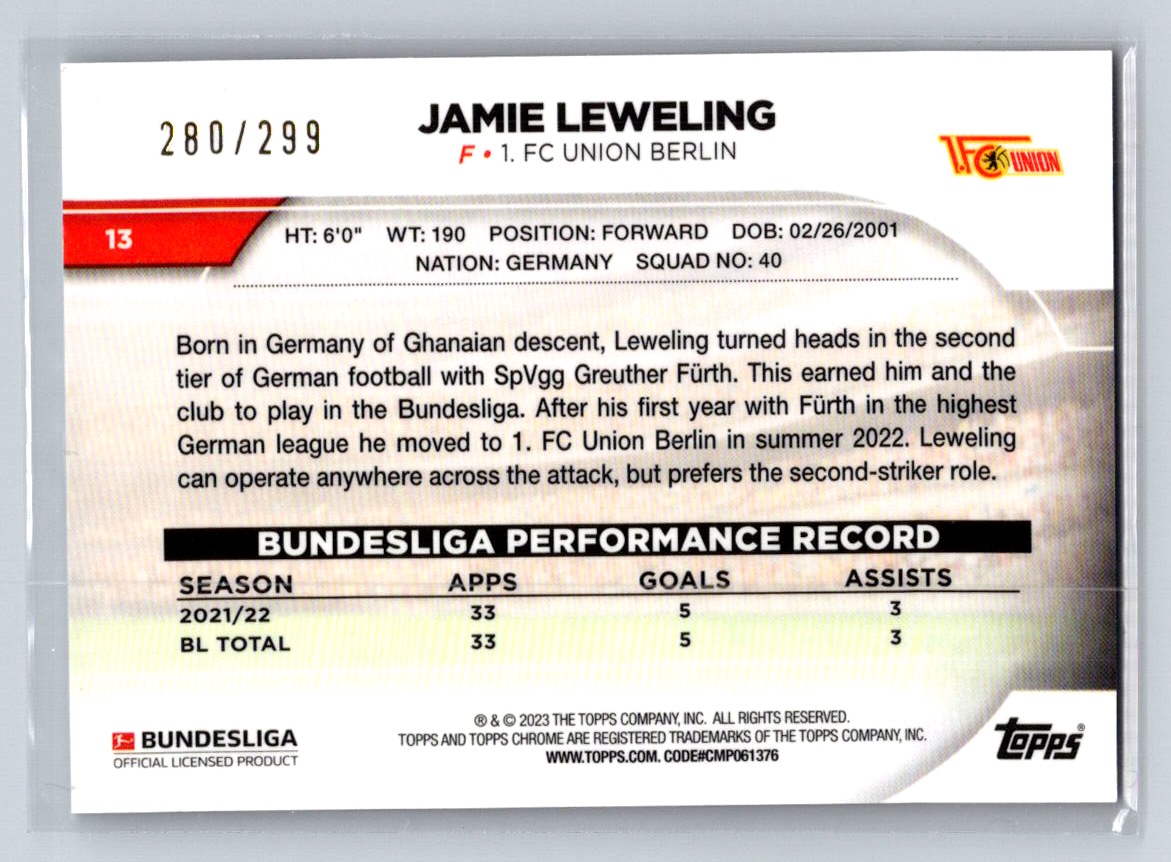 280/299
JAMIE LEWELING
F • 1. FC UNION BERLIN
1.FC UNION
13
HT: 6'0" WT: 190 POSITION: FORWARD DOB: 02/26/2001
NATION: GERMANY SQUAD NO: 40
Born in Germany of Ghanaian descent, Leweling turned heads in the second
tier of German football with SpVgg Greuther Fürth. This earned him and the
club to play in the Bundesliga. After his first year with Fürth in the highest
German league he moved to 1. FC Union Berlin in summer 2022. Leweling
can operate anywhere across the attack, but prefers the second-striker role.
BUNDESLIGA PERFORMANCE RECORD
SEASON APPS GOALS ASSISTS
2021/22 33 5 3
BL TOTAL 33 5 3
® & © 2023 THE TOPPS COMPANY, INC. ALL RIGHTS RESERVED.
TOPPS AND TOPPS CHROME ARE REGISTERED TRADEMARKS OF THE TOPPS COMPANY, INC.
WWW.TOPPS.COM. CODE#CMP061376
BUNDESLIGA
OFFICIAL LICENSED PRODUCT
topps®